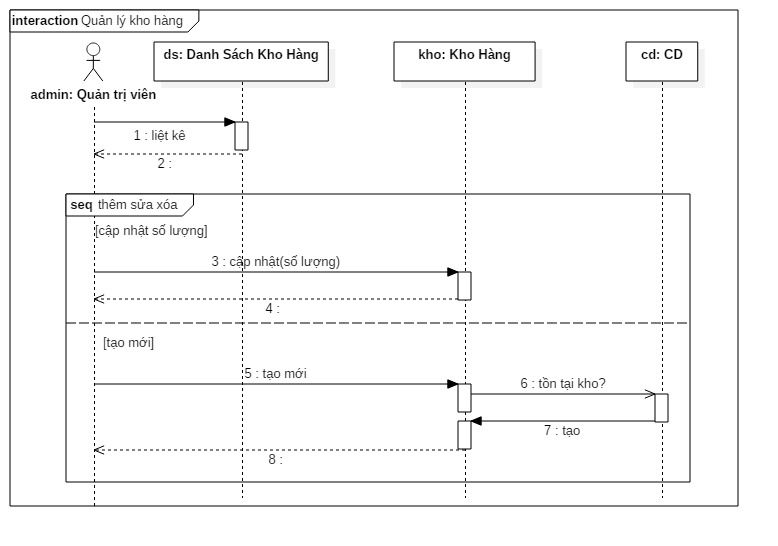 interaction Quản lý kho hàng
ds: Danh Sách Kho Hàng
kho: Kho Hàng
cd: CD
admin: Quản trị viên
1 : liệt kê
2 :
seq thêm sửa xóa
[cập nhật số lượng]
3 : cập nhật(số lượng)
4 :
[tạo mới]
5 : tạo mới
6 : tồn tại kho?
7 : tạo
8 :